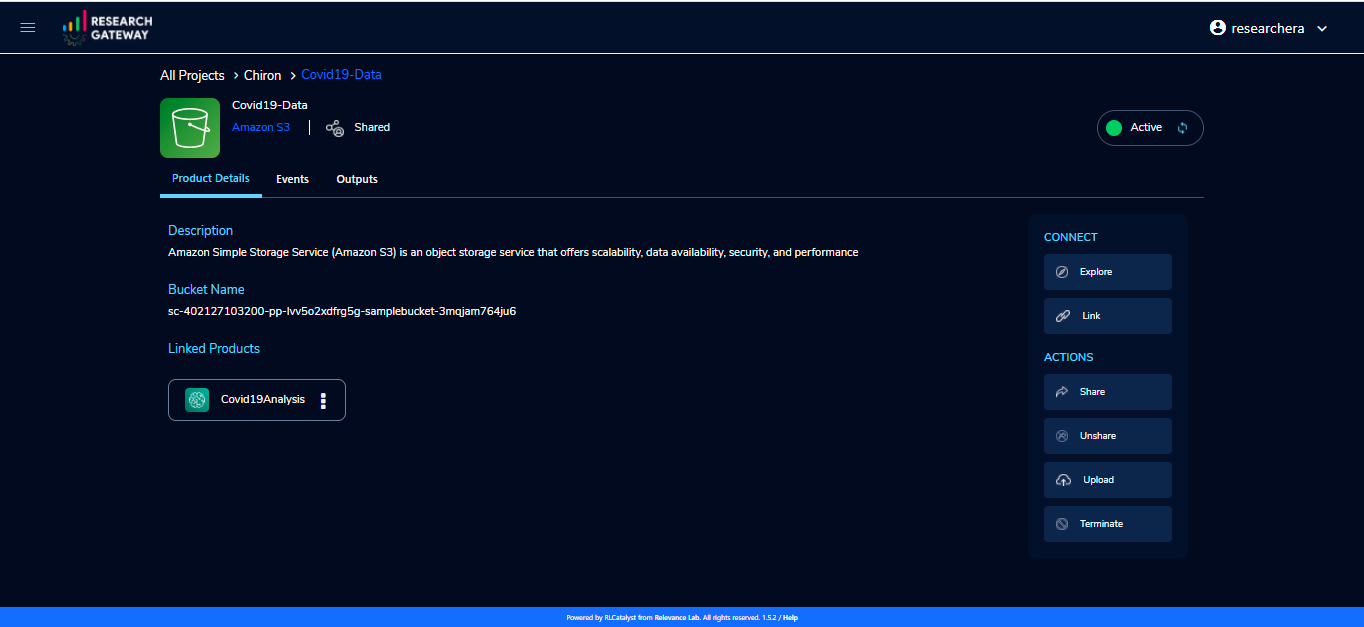 RESEARCH
GATEWAY
researchera
All Projects > Chiron > Covid19-Data
Covid19-Data
Amazon S3 | Shared
Active
Product Details Events Outputs
Description
Amazon Simple Storage Service (Amazon S3) is an object storage service that offers scalability, data availability, security, and performance
Bucket Name
sc-402127103200-pp-lvv5o2xdfrg5g-samplebucket-3mqjam764ju6
Linked Products
Covid19Analysis
CONNECT
Explore
Link
ACTIONS
Share
Unshare
Upload
Terminate
Powered by RLCatalyst from Relevance Lab. All rights reserved. 1.5.2 / Help